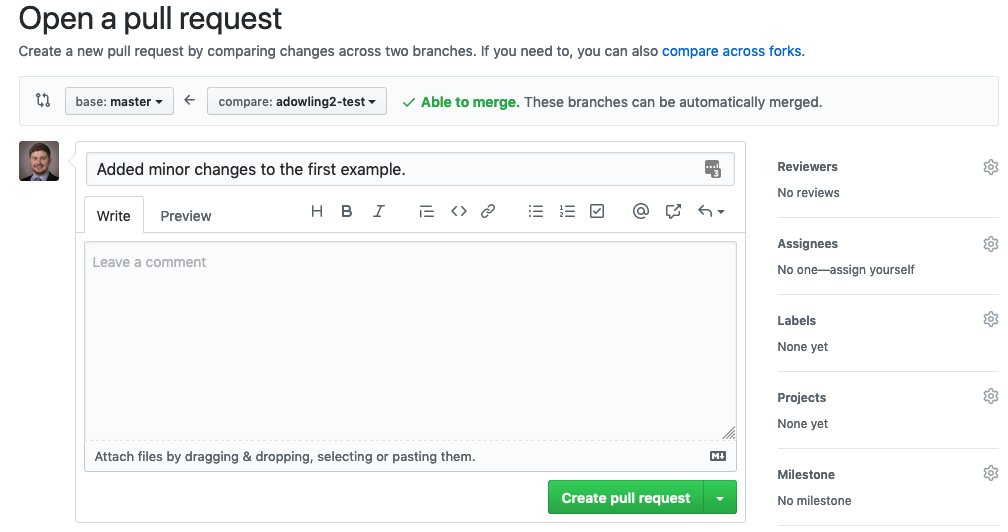 Open a pull request
Create a new pull request by comparing changes across two branches. If you need to, you can also compare across forks.
base: master compare: adowling2-test Able to merge. These branches can be automatically merged.
Added minor changes to the first example.
3
Write Preview H B I
Leave a comment
Attach files by dragging & dropping, selecting or pasting them.
Create pull request
Reviewers
No reviews
Assignees
No one—assign yourself
Labels
None yet
Projects
None yet
Milestone
No milestone